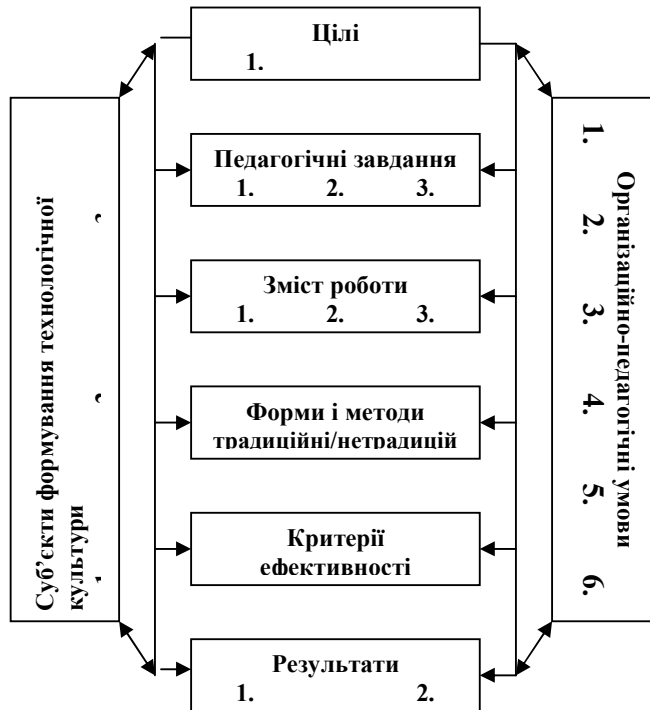 Цілі
1.
Педагогічні завдання
1. 2. 3.
Зміст роботи
1. 2. 3.
Форми і методи
традиційні/нетрадицій
Критерії
ефективності
Результати
1. 2.
Суб’єкти формування технологічної
культури
Організаційно-педагогічні умови
1. 2. 3. 4. 5. 6.